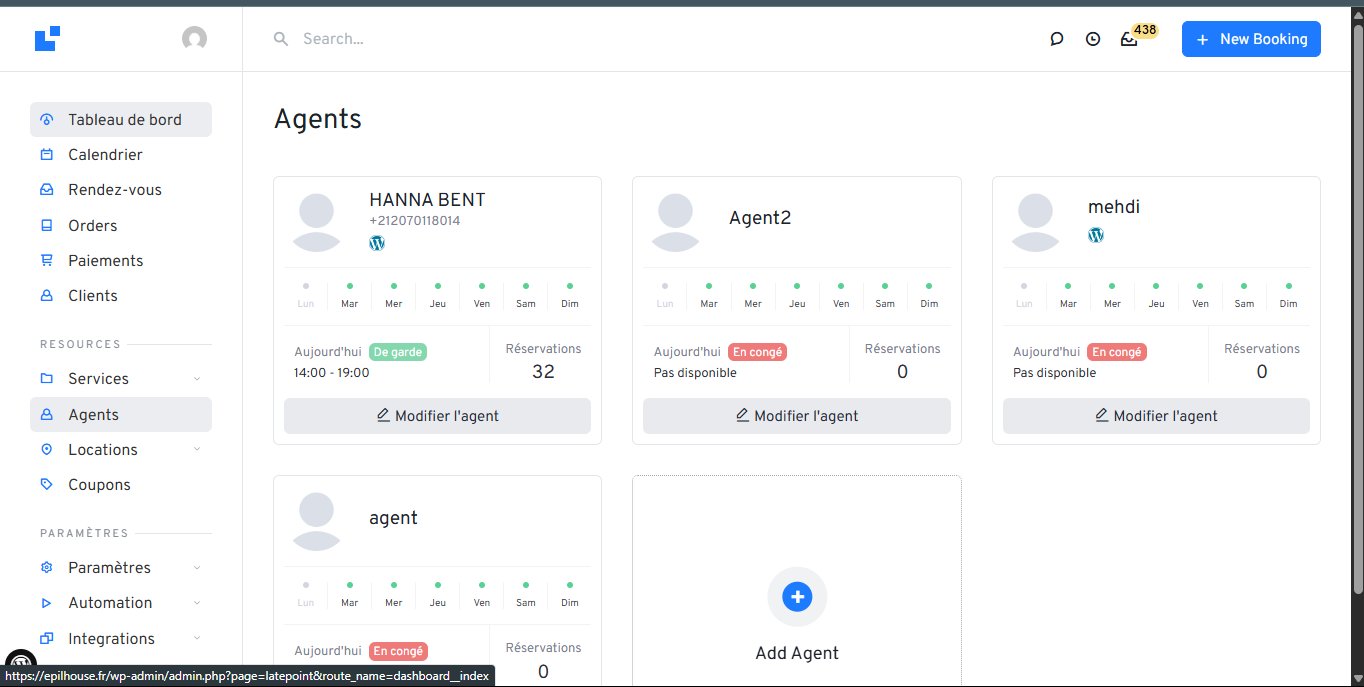 Search...
438
New Booking
Tableau de bord
Calendrier
Rendez-vous
Orders
Paiements
Clients
RESOURCES
Services
Agents
Locations
Coupons
PARAMÈTRES
Paramètres
Automation
Integrations
Agents
HANNA BENT
+212070118014
Lun Mar Mer Jeu Ven Sam Dim
Aujourd'hui De garde
14:00 - 19:00
Réservations
32
Modifier l'agent
Agent2
Lun Mar Mer Jeu Ven Sam Dim
Aujourd'hui En congé
Pas disponible
Réservations
0
Modifier l'agent
mehdi
Lun Mar Mer Jeu Ven Sam Dim
Aujourd'hui En congé
Pas disponible
Réservations
0
Modifier l'agent
agent
Lun Mar Mer Jeu Ven Sam Dim
Aujourd'hui En congé
Réservations
0
Add Agent
https://epilhouse.fr/wp-admin/admin.php?page=latepoint&route_name=dashboard__index